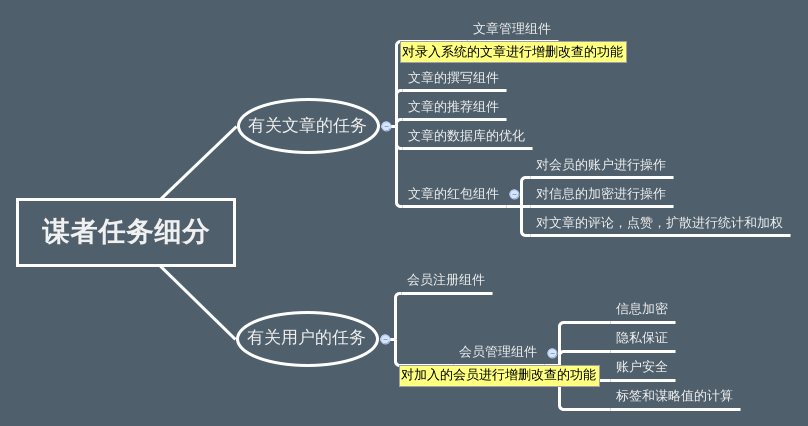 谋者任务细分
有关文章的任务
文章管理组件
对录入系统的文章进行增删改查的功能
文章的撰写组件
文章的推荐组件
文章的数据库的优化
文章的红包组件
对会员的账户进行操作
对信息的加密进行操作
对文章的评论，点赞，扩散进行统计和加权
有关用户的任务
会员注册组件
会员管理组件
对加入的会员进行增删改查的功能
信息加密
隐私保证
账户安全
标签和谋略值的计算